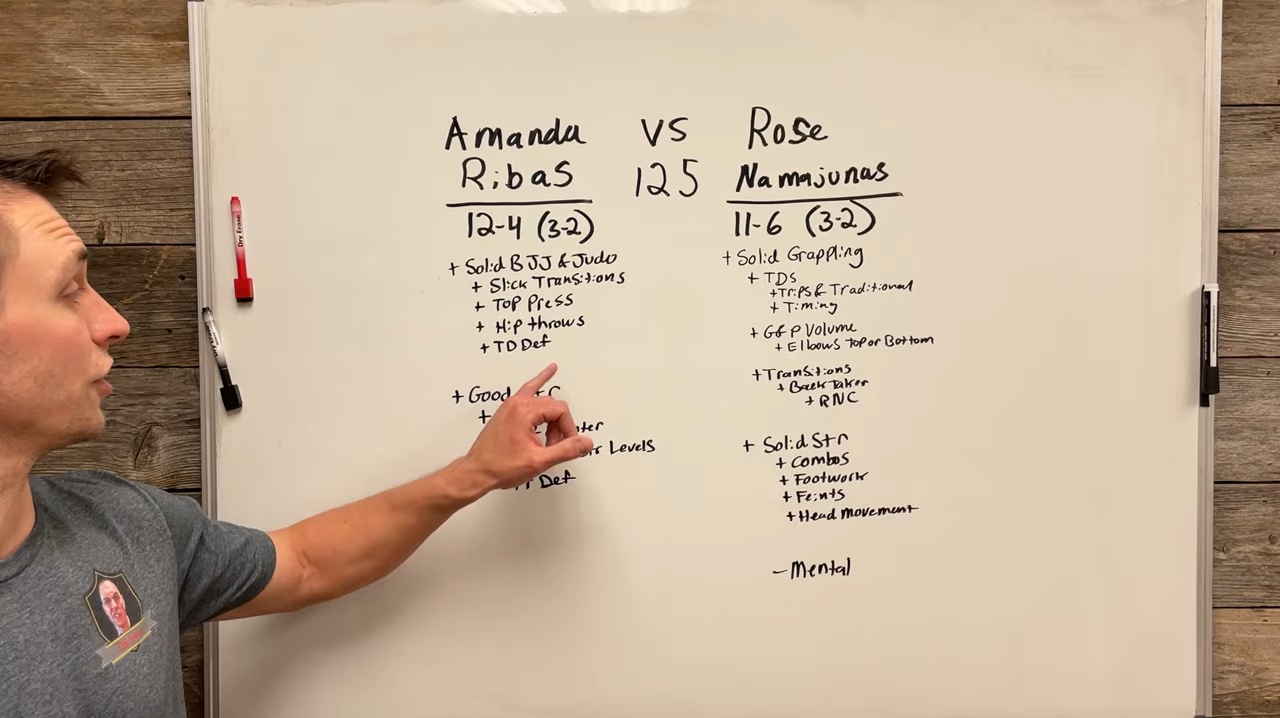 Amanda vs Rose
Ribas 125 Namajunas
12-4 (3-2) 11-6 (3-2)
+ Solid BJJ & Judo
+ Slick Transitions
+ Top Press
+ Hip throws
+ TD Def
+ Good
+
Levels
Def
+ Solid Grappling
+ TDs
+ Trips & Traditional
+ Timing
+ G&P Volume
+ Elbows Top or Bottom
+ Transitions
+ Back Taker
+ RNC
+ Solid Str
+ Combos
+ Footwork
+ Feints
+ Head Movement
- Mental
Dry Erase